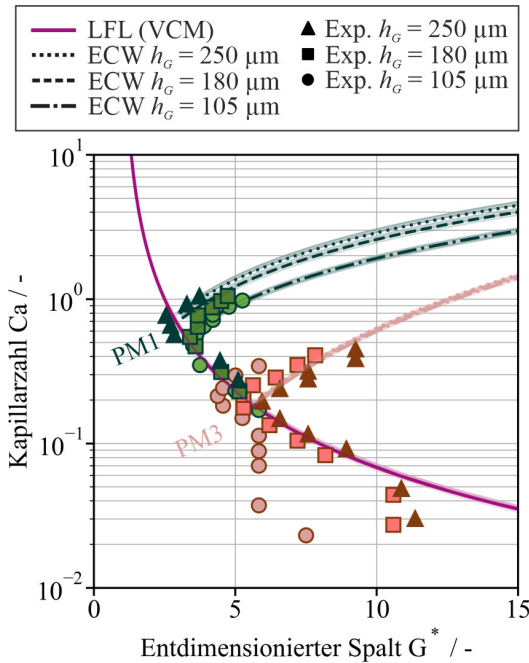 LFL (VCM)
ECW h_G = 250 µm
ECW h_G = 180 µm
ECW h_G = 105 µm
Exp. h_G = 250 µm
Exp. h_G = 180 µm
Exp. h_G = 105 µm
Kapillarzahl Ca / -
10^1
10^0
10^-1
10^-2
PM1
PM3
0 5 10 15
Entdimensionierter Spalt G^* / -